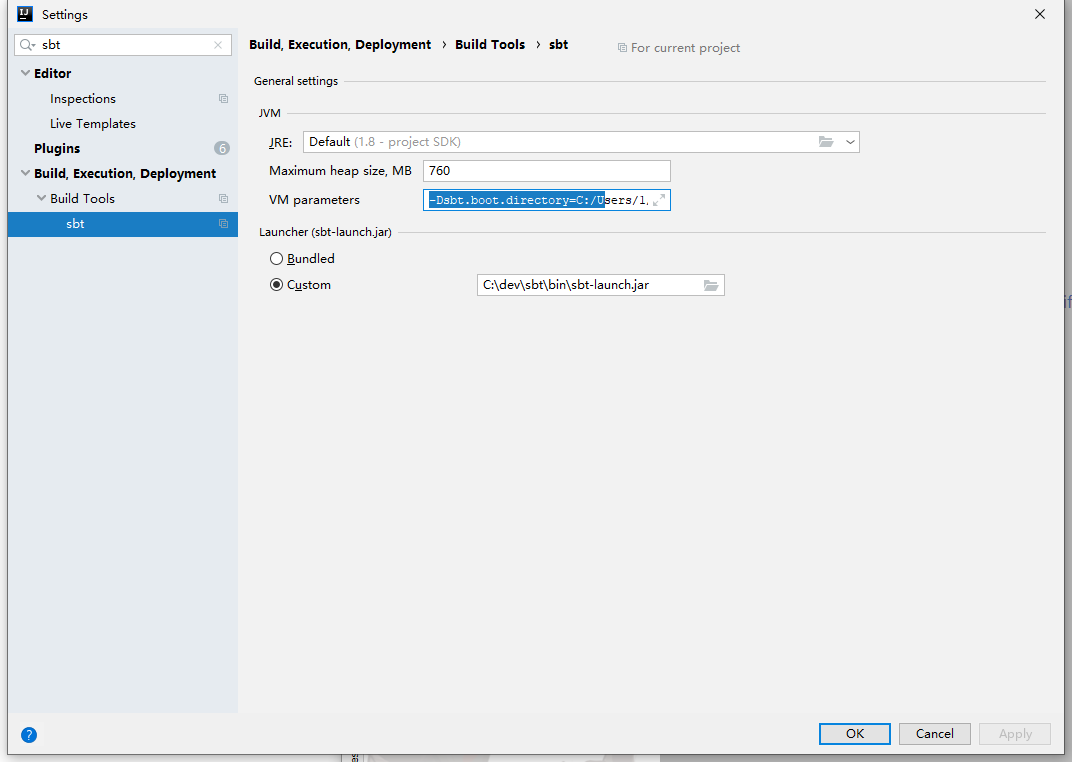 Settings
sbt
Build, Execution, Deployment › Build Tools › sbt
For current project
Editor
Inspections
Live Templates
Plugins
6
Build, Execution, Deployment
Build Tools
sbt
General settings
JVM
JRE: Default (1.8 - project SDK)
Maximum heap size, MB 760
VM parameters -Dsbt.boot.directory=C:/Users/1,
Launcher (sbt-launch.jar)
Bundled
Custom C:\dev\sbt\bin\sbt-launch.jar
if
?
OK Cancel Apply